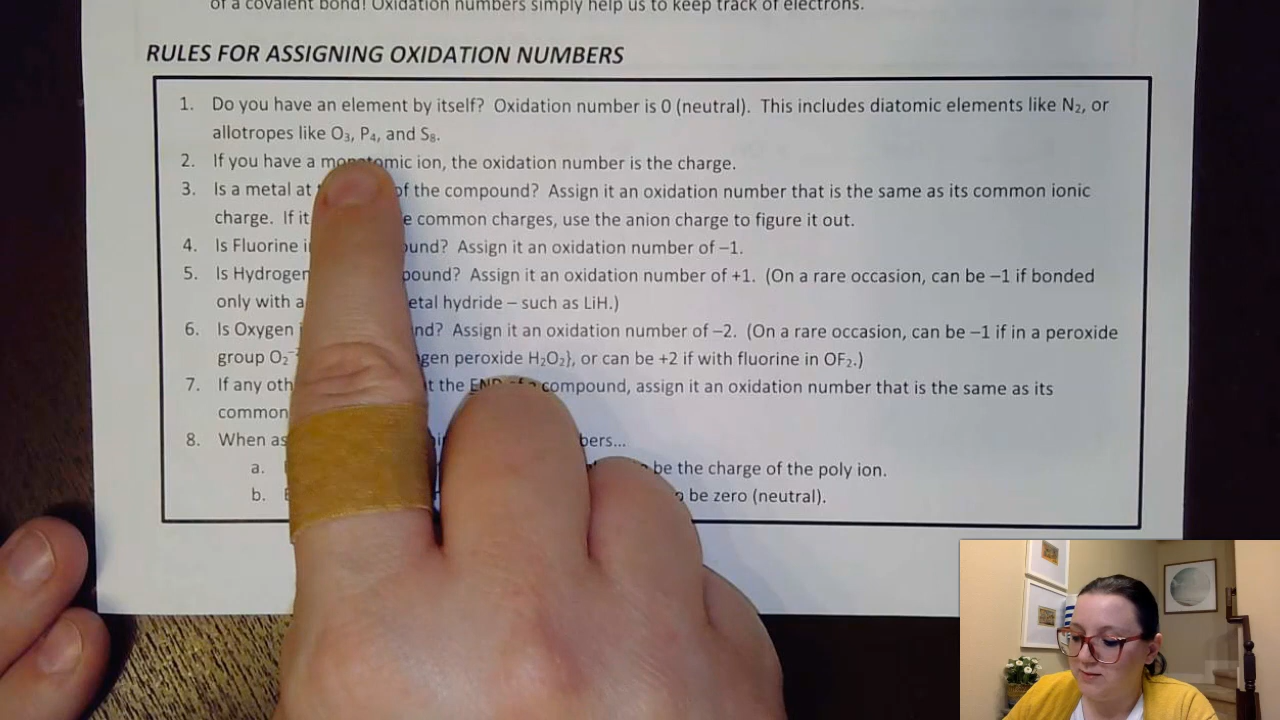 of a covalent bond! Oxidation numbers simply help us to keep track of electrons.
RULES FOR ASSIGNING OXIDATION NUMBERS
1. Do you have an element by itself? Oxidation number is 0 (neutral). This includes diatomic elements like N₂, or
allotropes like O₃, P₄, and S₈.
2. If you have a monatomic ion, the oxidation number is the charge.
3. Is a metal at of the compound? Assign it an oxidation number that is the same as its common ionic
charge. If it common charges, use the anion charge to figure it out.
4. Is Fluorine Assign it an oxidation number of –1.
5. Is Hydrogen Assign it an oxidation number of +1. (On a rare occasion, can be –1 if bonded
only with a hydride – such as LiH.)
6. Is Oxygen Assign it an oxidation number of –2. (On a rare occasion, can be –1 if in a peroxide
group O₂ peroxide H₂O₂}, or can be +2 if with fluorine in OF₂.)
7. If any the END of a compound, assign it an oxidation number that is the same as its
common
8. When
a. be the charge of the poly ion.
b. be zero (neutral).